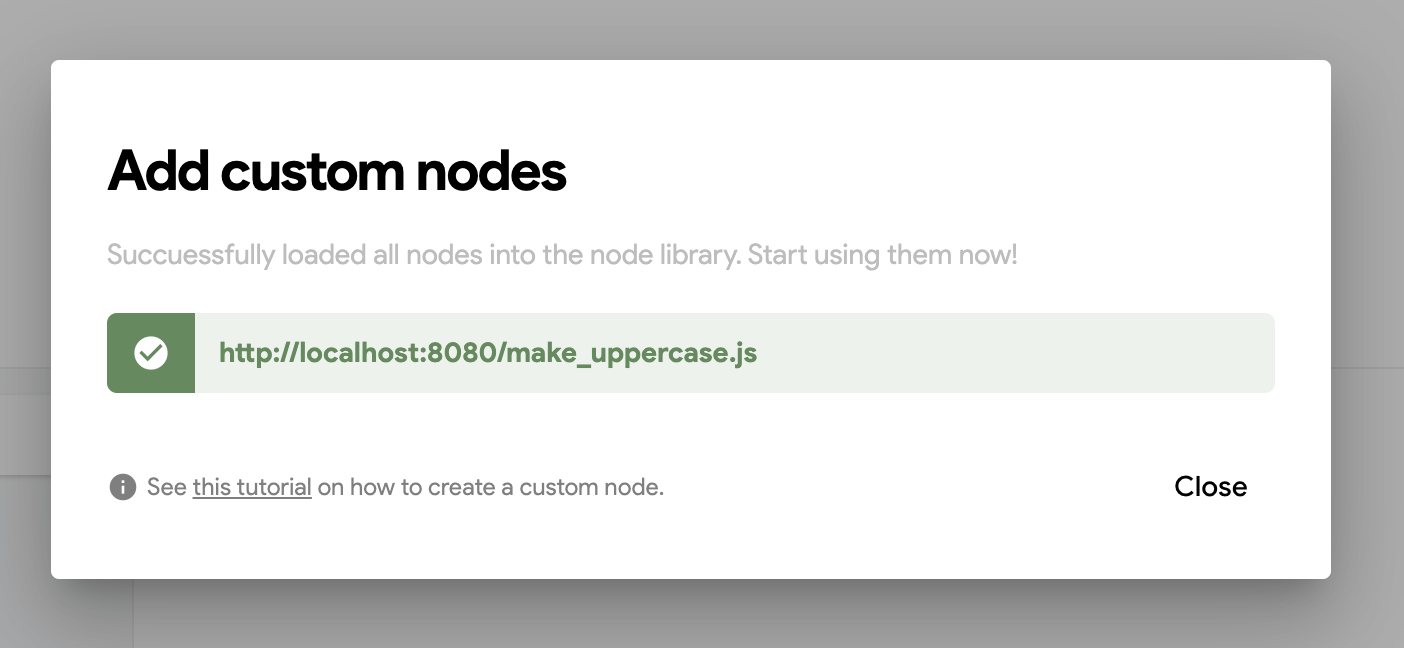 Add custom nodes
Succuessfully loaded all nodes into the node library. Start using them now!
http://localhost:8080/make_uppercase.js
See this tutorial on how to create a custom node.
Close